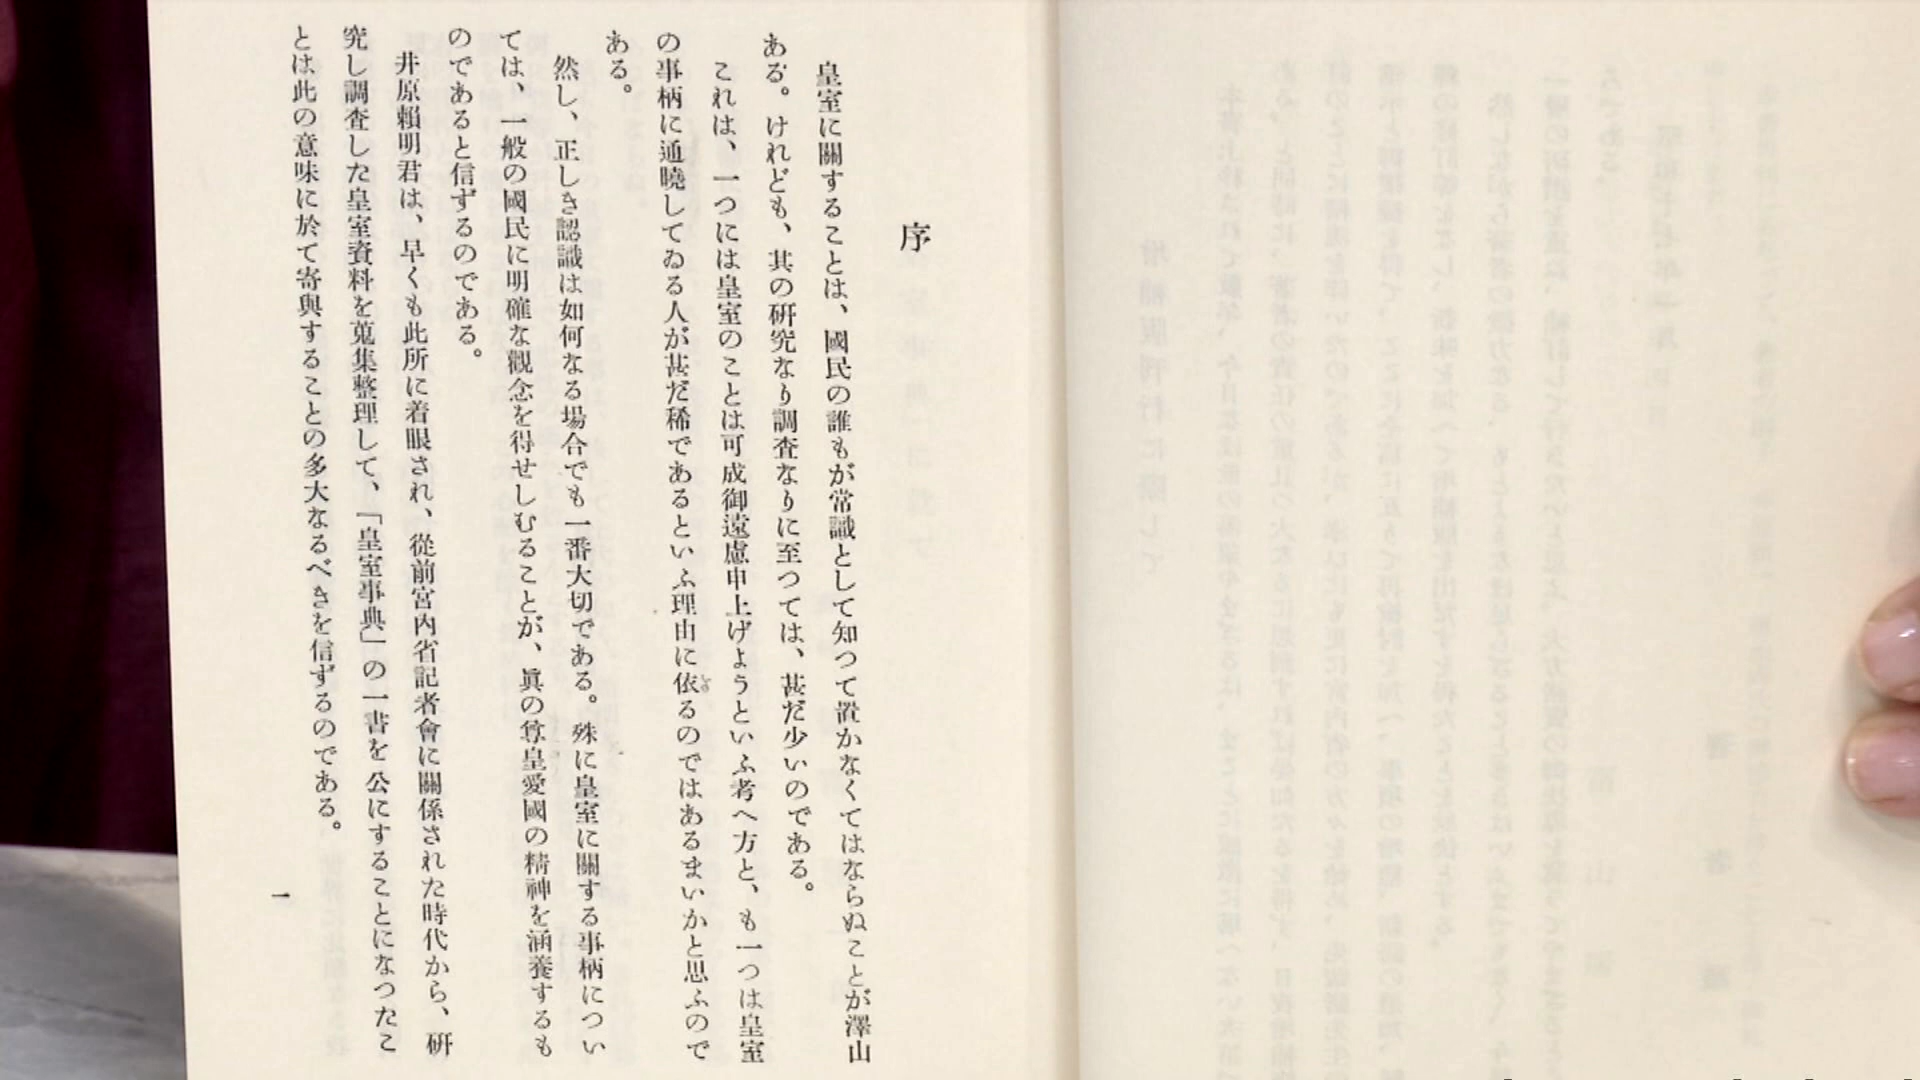 序
皇室に關することは、國民の誰もが常識として知つて置かなくてはならぬことが澤山
ある。けれども、其の硏究なり調査なりに至つては、甚だ少いのである。
これは、一つには皇室のことは可成御遠慮申上げようといふ考へ方と、も一つは皇室
の事柄に通曉してゐる人が甚だ稀であるといふ理由に依るのではあるまいかと思ふので
ある。
然し、正しき認識は如何なる場合でも一番大切である。殊に皇室に關する事柄につい
ては、一般の國民に明確な觀念を得せしむることが、眞の尊皇愛國の精神を涵養するも
のであると信ずるのである。
井原賴明君は、早くも此所に着眼され、從前宮内省記者會に關係された時代から、硏
究し調査した皇室資料を蒐集整理して、「皇室事典」の一書を公にすることになつたこ
とは此の意味に於て寄與することの多大なるべきを信ずるのである。
一